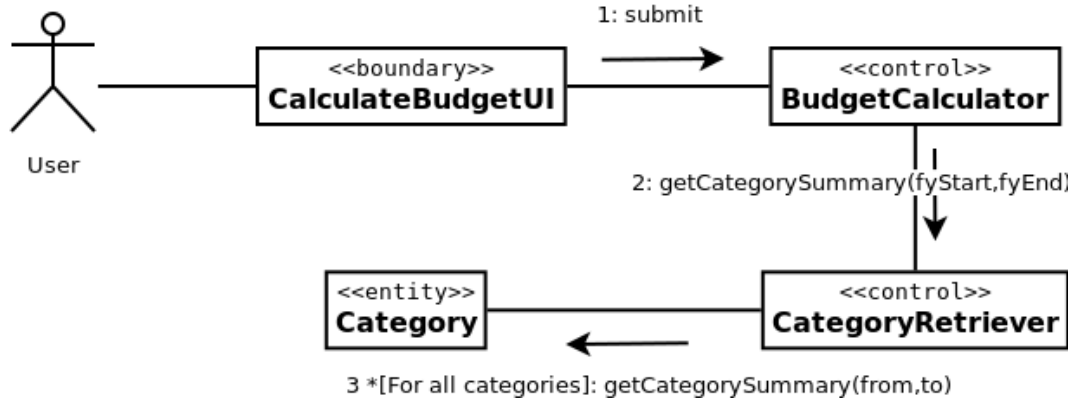 1: submit
<<boundary>>
CalculateBudgetUI
<<control>>
BudgetCalculator
User
2: getCategorySummary(fyStart,fyEnd)
<<entity>>
Category
<<control>>
CategoryRetriever
3 *[For all categories]: getCategorySummary(from,to)